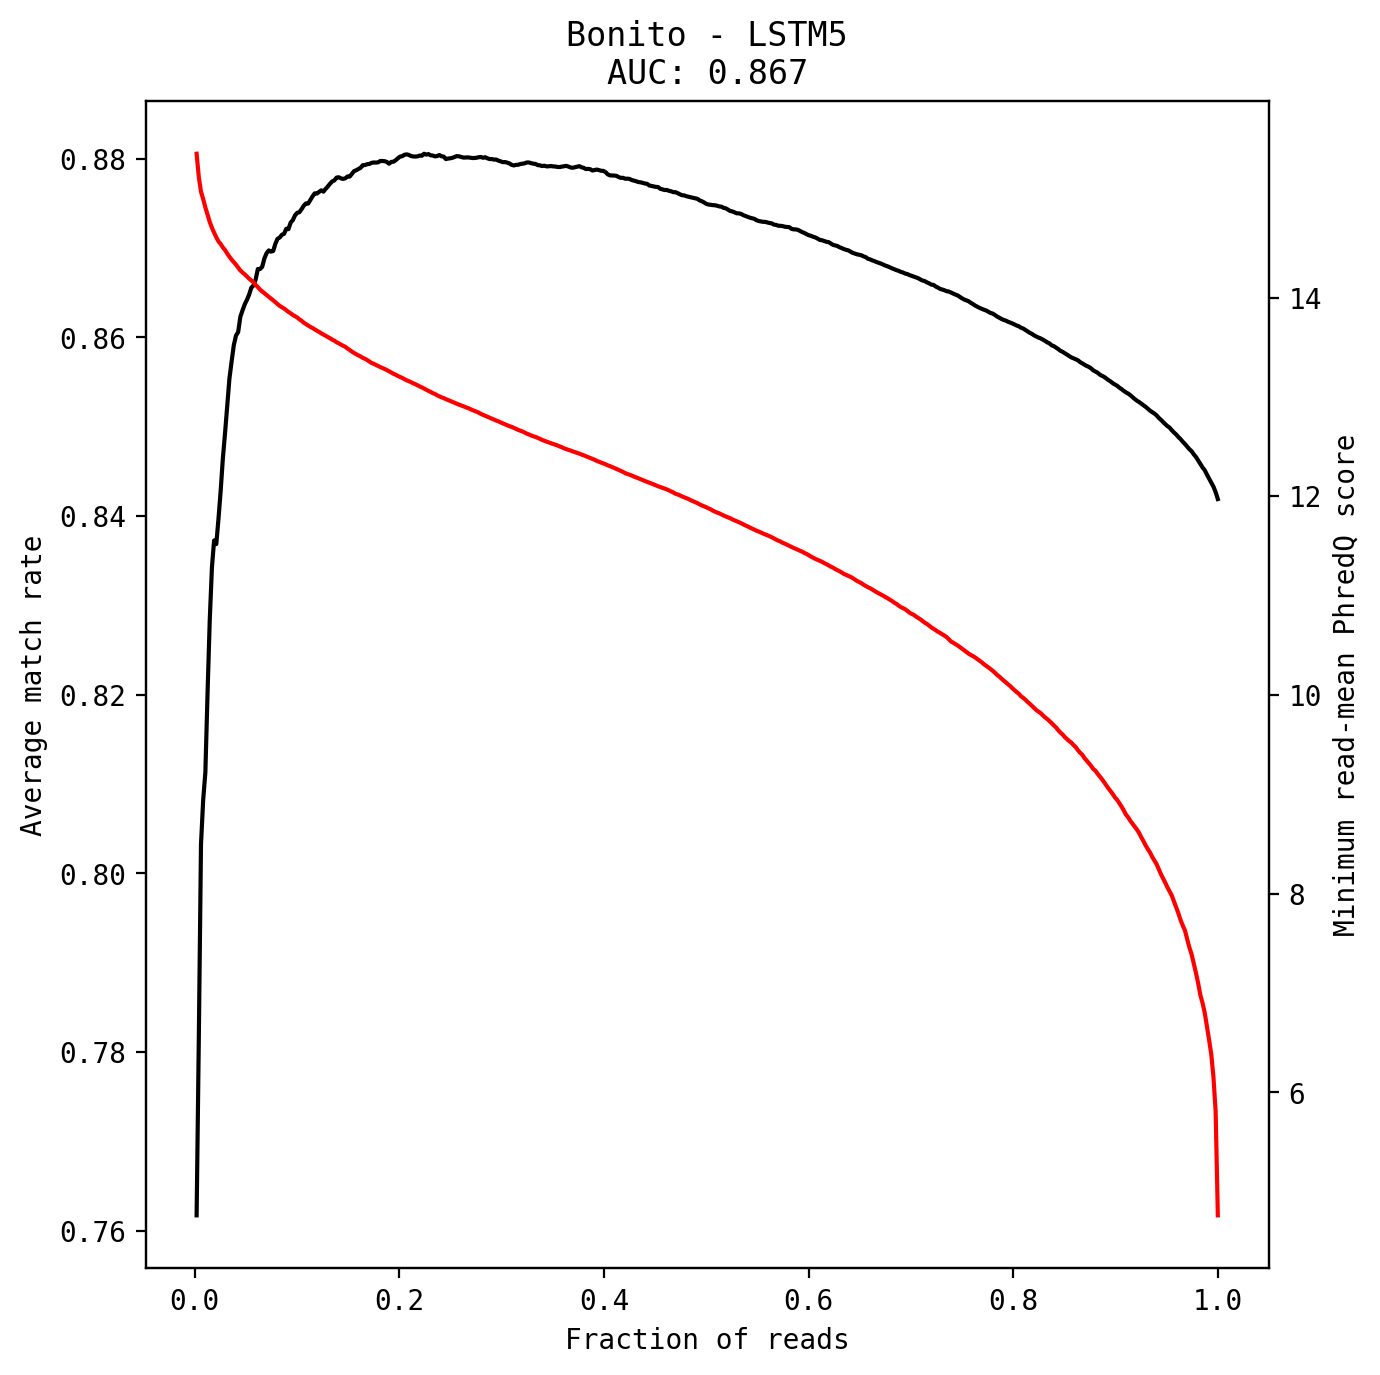 Bonito - LSTM5
AUC: 0.867
0.88
0.86
0.84
0.82
0.80
0.78
0.76
Average match rate
14
12
10
8
6
Minimum read-mean PhredQ score
0.0 0.2 0.4 0.6 0.8 1.0
Fraction of reads